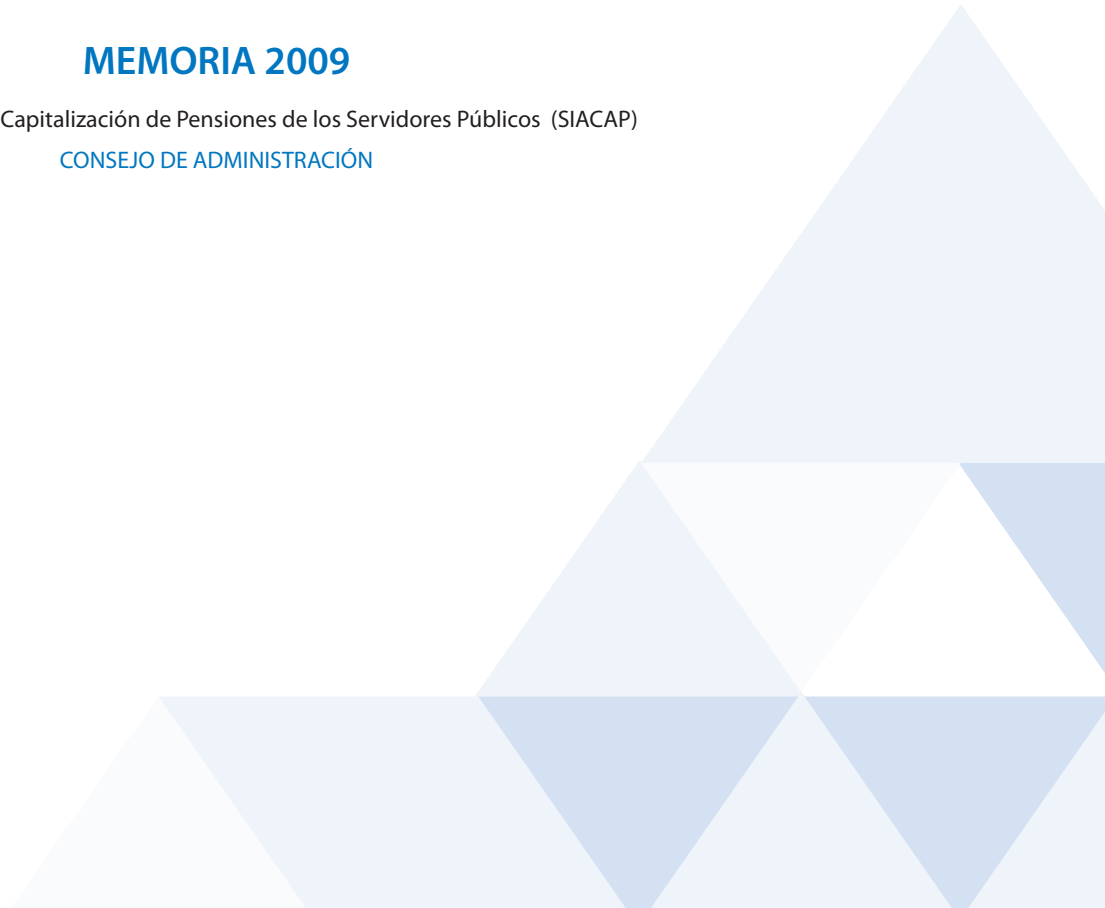 MEMORIA 2009
Capitalización de Pensiones de los Servidores Públicos (SIACAP)
CONSEJO DE ADMINISTRACIÓN